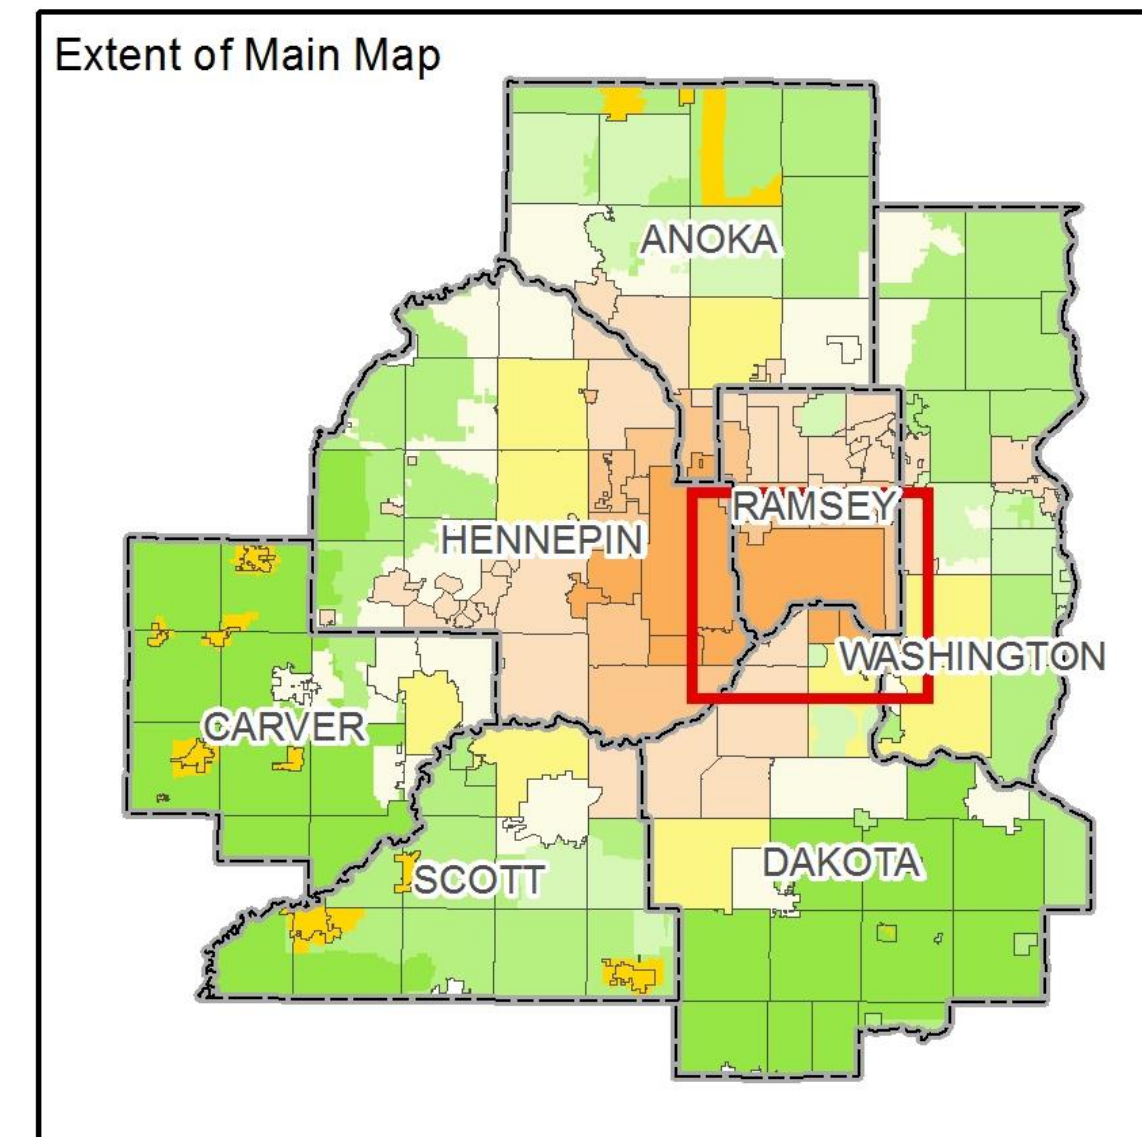 Extent of Main Map
ANOKA
RAMSEY
HENNEPIN
WASHINGTON
CARVER
DAKOTA
SCOTT